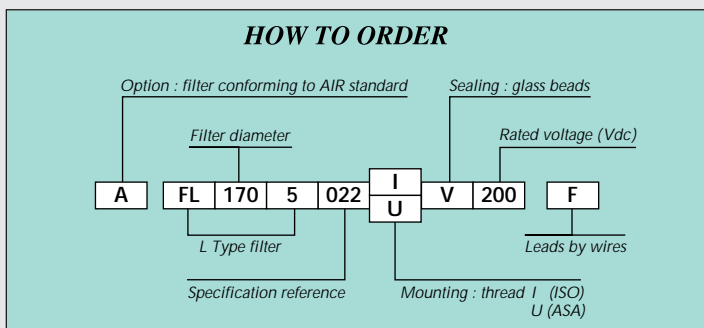 HOW TO ORDER
Option : filter conforming to AIR standard
Sealing : glass beads
Filter diameter
Rated voltage (Vdc)
A FL 170 5 022 I V 200 F
U
L Type filter
Leads by wires
Specification reference
Mounting : thread I (ISO)
U (ASA)